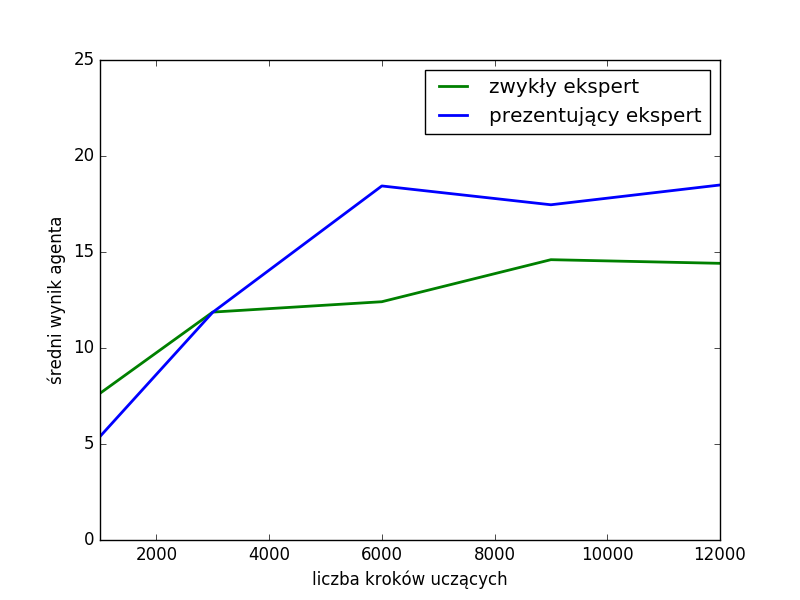 25
20
15
10
5
0
średni wynik agenta
zwykły ekspert
prezentujący ekspert
2000 4000 6000 8000 10000 12000
liczba kroków uczących